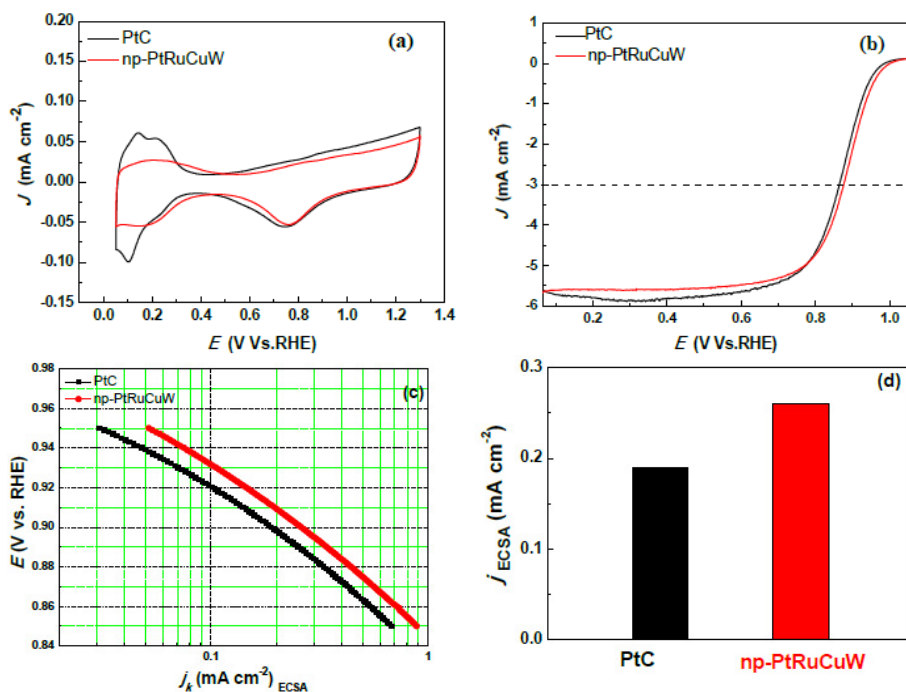 PtC
np-PtRuCuW
(a)
0.20
0.15
0.10
0.05
0.00
-0.05
-0.10
-0.15
J (mA cm-2)
0.0 0.2 0.4 0.6 0.8 1.0 1.2 1.4
E (V Vs.RHE)
PtC
np-PtRuCuW
(b)
1
0
-1
-2
-3
-4
-5
-6
J (mA cm-2)
0.2 0.4 0.6 0.8 1.0
E (V Vs.RHE)
PtC
np-PtRuCuW
(c)
0.98
0.96
0.94
0.92
0.90
0.88
0.86
0.84
E (V vs. RHE)
0.1 1
jk (mA cm-2) ECSA
(d)
0.3
0.2
0.1
0.0
j ECSA (mA cm-2)
PtC np-PtRuCuW